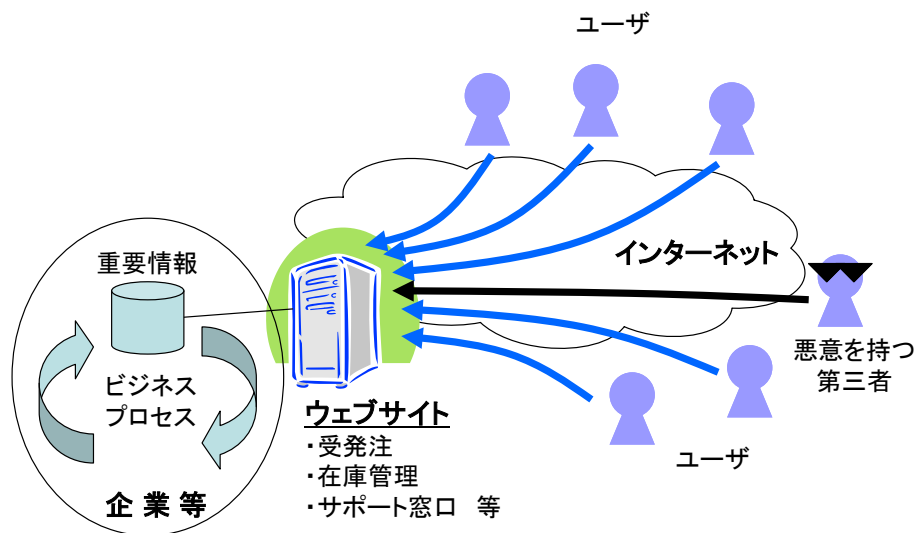 ユーザ
インターネット
重要情報
悪意を持つ
第三者
ビジネス
プロセス
ウェブサイト
・受発注
・在庫管理
・サポート窓口　等
ユーザ
企業等